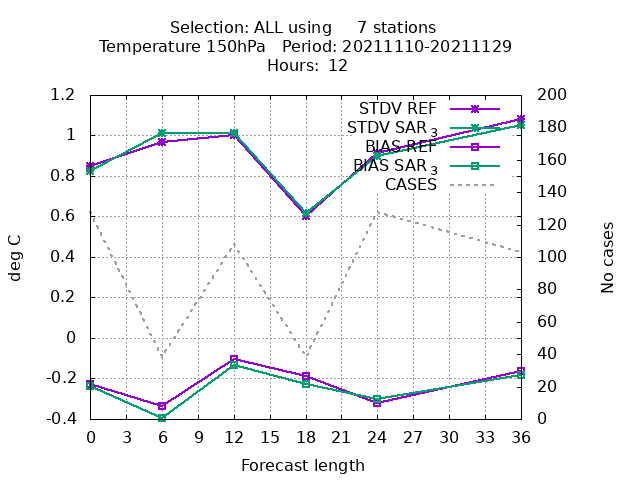 Selection: ALL using 7 stations
Temperature 150hPa Period: 20211110-20211129
Hours: 12
1.2
1
0.8
0.6
0.4
0.2
0
-0.2
-0.4
200
180
160
140
120
100
80
60
40
20
0
deg C
No cases
STDV REF
STDV SAR 3
BIAS REF
BIAS SAR 3
CASES
0 3 6 9 12 15 18 21 24 27 30 33 36
Forecast length